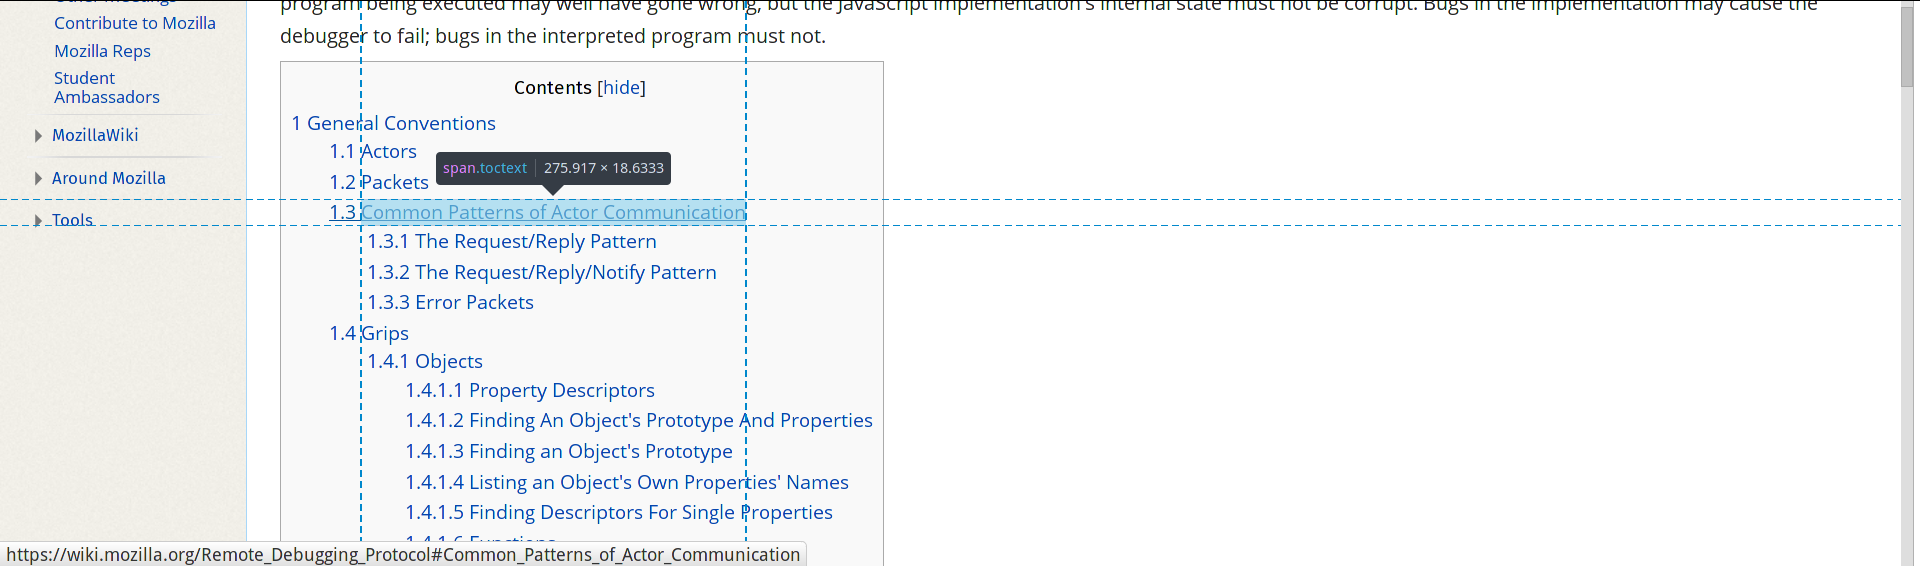 Other Meetings
Contribute to Mozilla
Mozilla Reps
Student
Ambassadors
MozillaWiki
Around Mozilla
Tools
program being executed may well have gone wrong, but the JavaScript implementation's internal state must not be corrupt. Bugs in the implementation may cause the
debugger to fail; bugs in the interpreted program must not.
Contents [hide]
1 General Conventions
1.1 Actors
span.toctext 275.917 × 18.6333
1.2 Packets
1.3 Common Patterns of Actor Communication
1.3.1 The Request/Reply Pattern
1.3.2 The Request/Reply/Notify Pattern
1.3.3 Error Packets
1.4 Grips
1.4.1 Objects
1.4.1.1 Property Descriptors
1.4.1.2 Finding An Object's Prototype And Properties
1.4.1.3 Finding an Object's Prototype
1.4.1.4 Listing an Object's Own Properties' Names
1.4.1.5 Finding Descriptors For Single Properties
1.4.1.6 Functions
https://wiki.mozilla.org/Remote_Debugging_Protocol#Common_Patterns_of_Actor_Communication